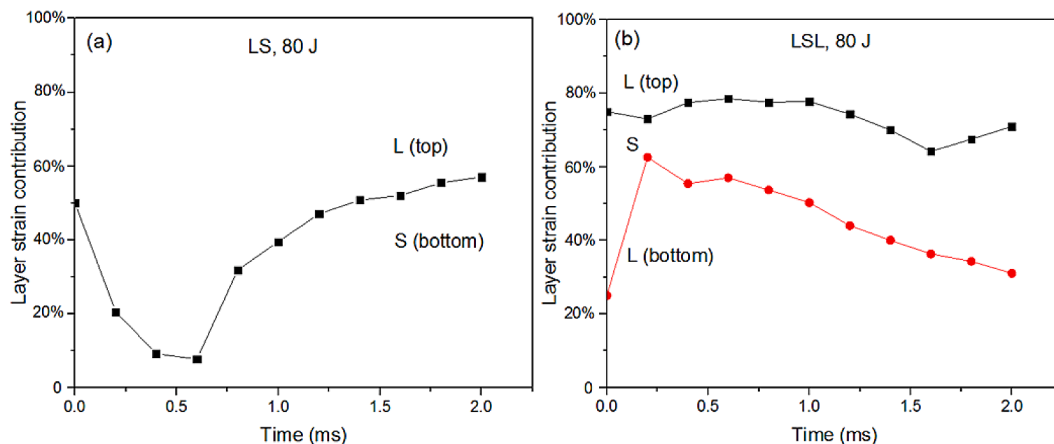 (a)
LS, 80 J
100%
80%
60%
40%
20%
0
Layer strain contribution
L (top)
S (bottom)
0.0 0.5 1.0 1.5 2.0
Time (ms)
(b)
LSL, 80 J
100%
80%
60%
40%
20%
0
Layer strain contribution
L (top)
S
L (bottom)
0.0 0.5 1.0 1.5 2.0
Time (ms)